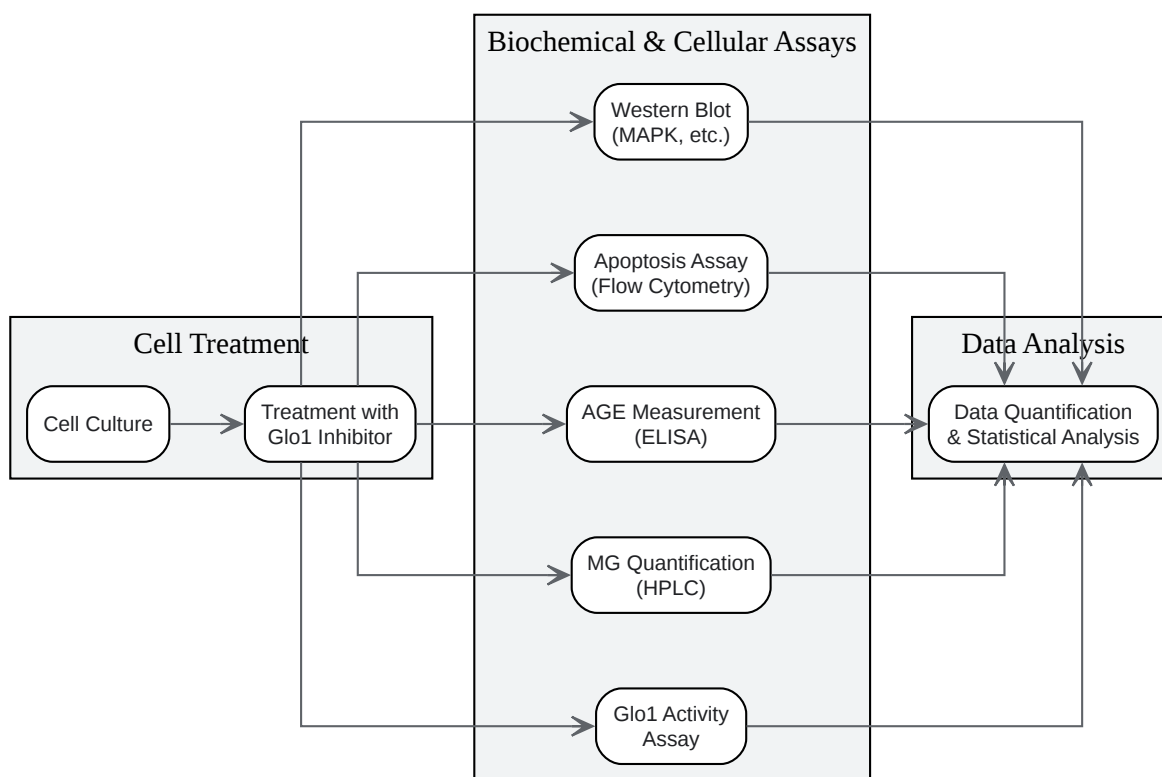 Biochemical & Cellular Assays
Western Blot
(MAPK, etc.)
Apoptosis Assay
(Flow Cytometry)
Cell Treatment
Data Analysis
Cell Culture
Treatment with
Glo1 Inhibitor
AGE Measurement
(ELISA)
Data Quantification
& Statistical Analysis
MG Quantification
(HPLC)
Glo1 Activity
Assay